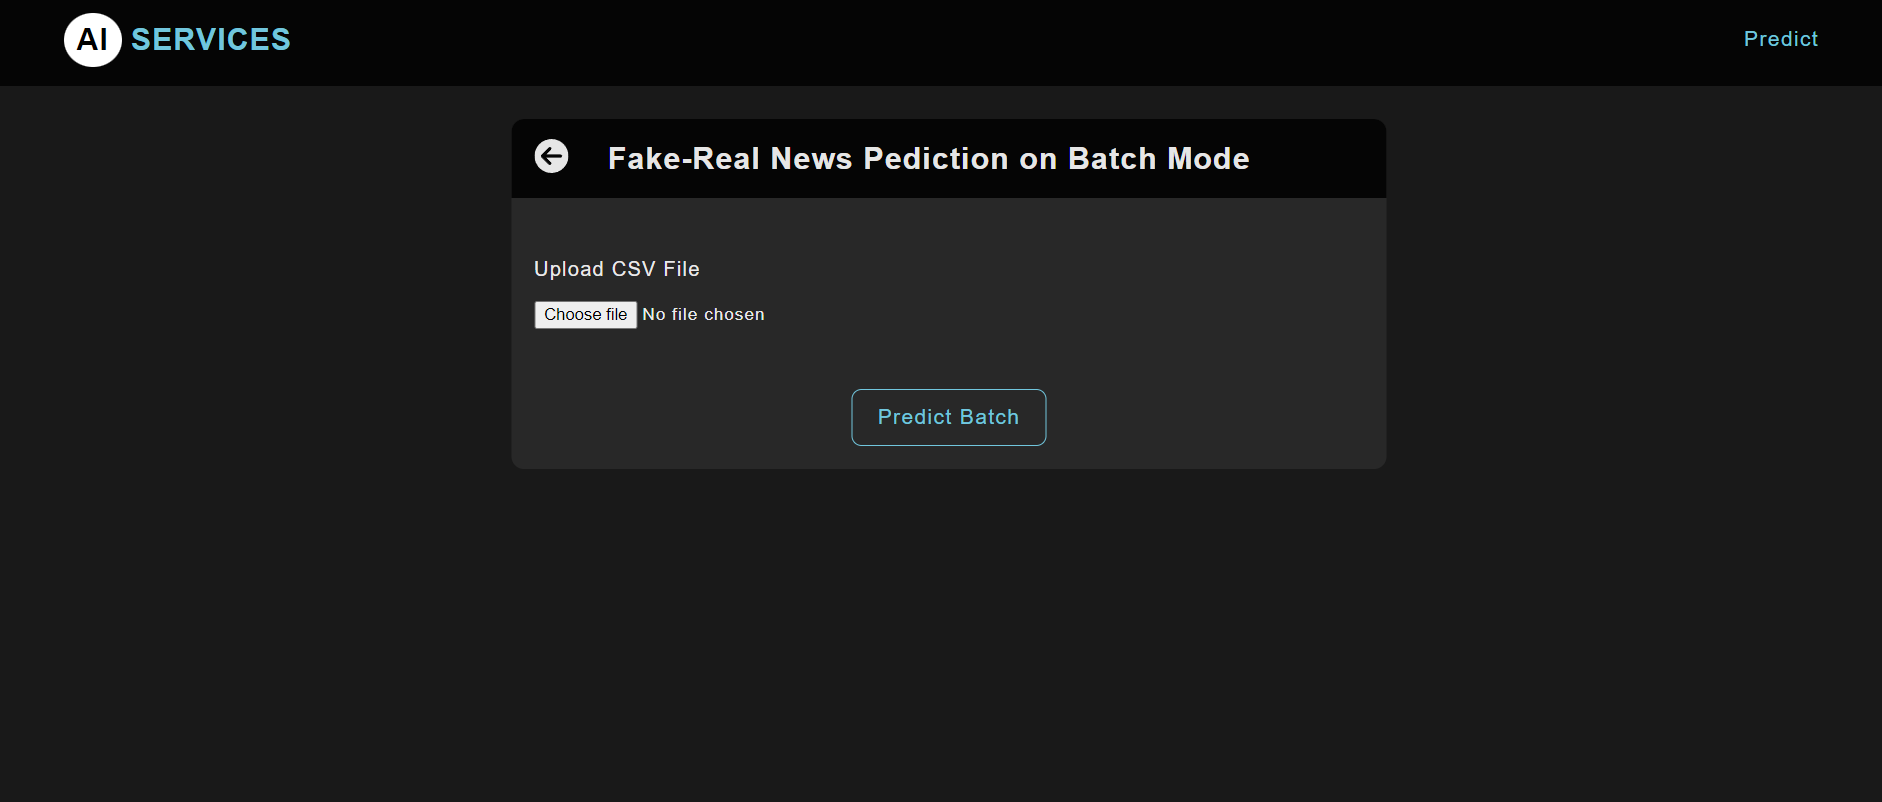 AI SERVICES
Predict
Fake-Real News Pediction on Batch Mode
Upload CSV File
Choose file No file chosen
Predict Batch